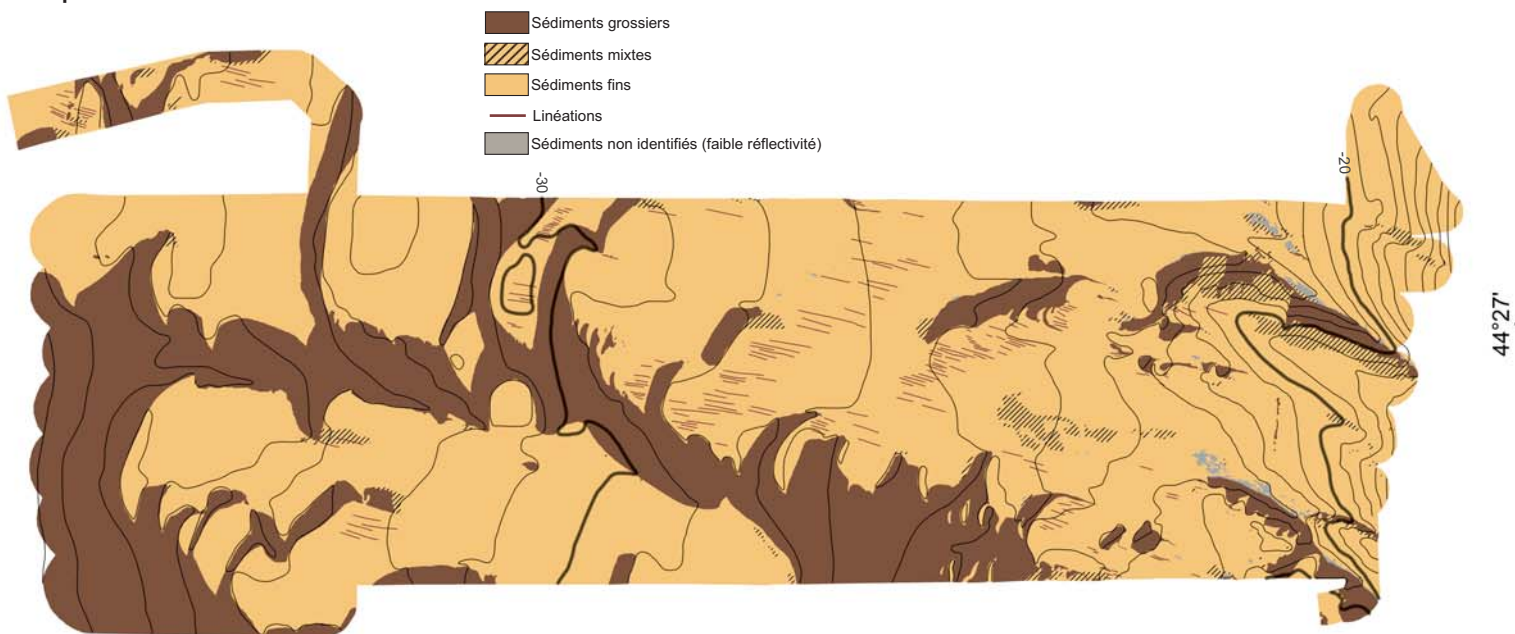 Sédiments grossiers
Sédiments mixtes
Sédiments fins
Linéations
Sédiments non identifiés (faible réflectivité)
-30
-20
44°27'